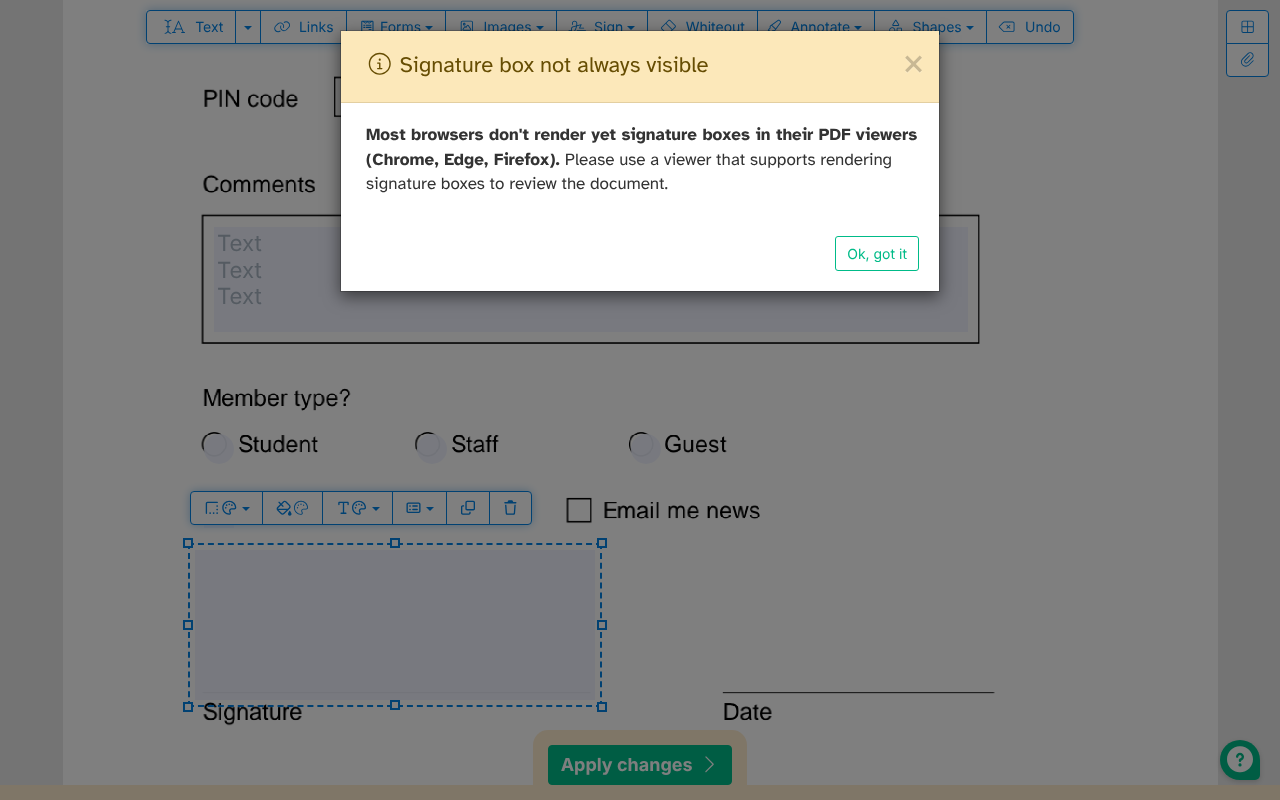 Text Links Forms Images Sign Whiteout Annotate Shapes Undo
Signature box not always visible
PIN code
Most browsers don't render yet signature boxes in their PDF viewers
(Chrome, Edge, Firefox). Please use a viewer that supports rendering
signature boxes to review the document.
Comments
Text
Text
Text
Ok, got it
Member type?
Student Staff Guest
Email me news
Signature Date
Apply changes
?